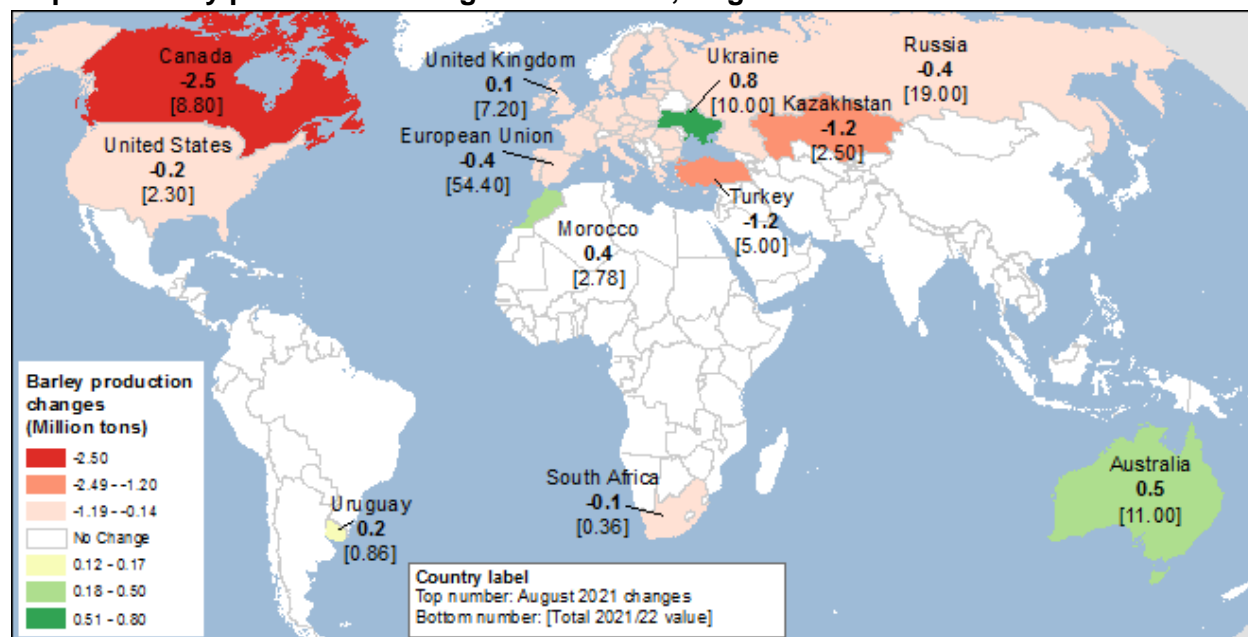 Canada
-2.5
[8.80]
United States
-0.2
[2.30]
United Kingdom
0.1
[7.20]
European Union
-0.4
[54.40]
Ukraine
0.8
[10.00]
Russia
-0.4
[19.00]
Kazakhstan
-1.2
[2.50]
Turkey
-1.2
[5.00]
Morocco
0.4
[2.78]
South Africa
-0.1
[0.36]
Uruguay
0.2
[0.86]
Australia
0.5
[11.00]
Barley production
changes
(Million tons)
-2.50
-2.49 - -1.20
-1.19 - -0.14
No Change
0.12 - 0.17
0.18 - 0.50
0.51 - 0.80
Country label
Top number: August 2021 changes
Bottom number: [Total 2021/22 value]